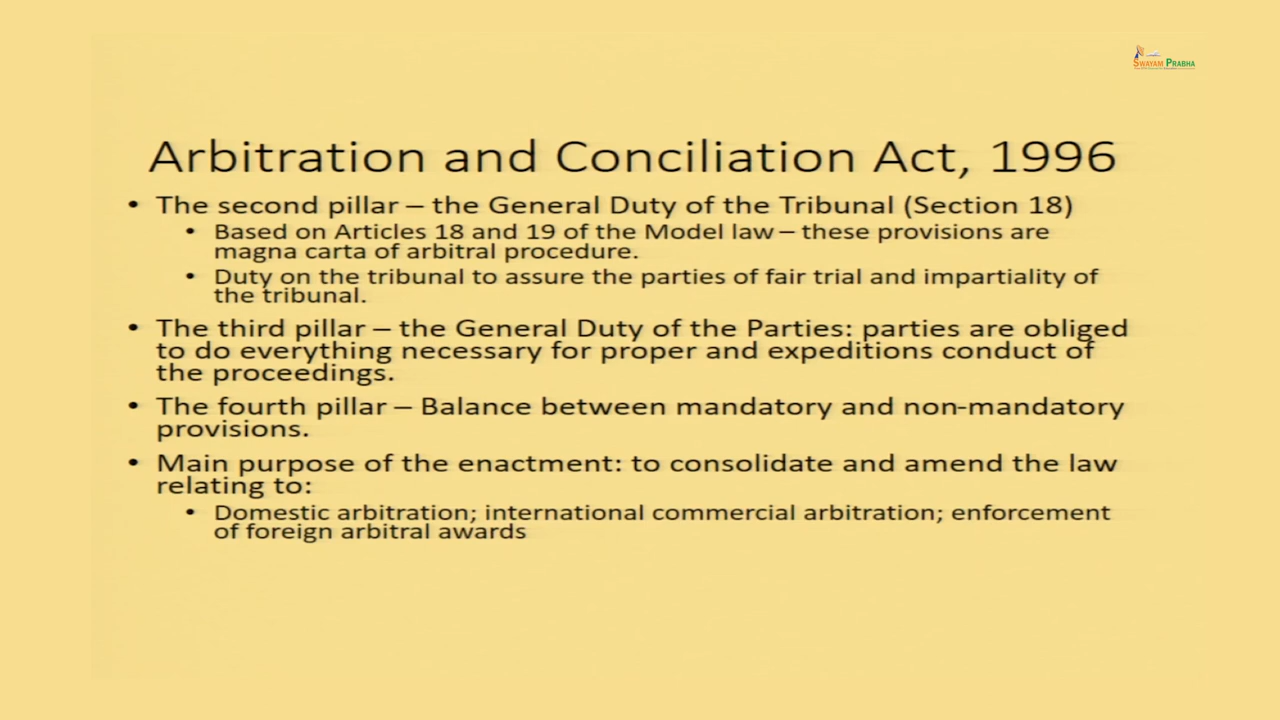 SWAYAM PRABHA
Arbitration and Conciliation Act, 1996
• The second pillar – the General Duty of the Tribunal (Section 18)
• Based on Articles 18 and 19 of the Model law – these provisions are
magna carta of arbitral procedure.
• Duty on the tribunal to assure the parties of fair trial and impartiality of
the tribunal.
• The third pillar – the General Duty of the Parties: parties are obliged
to do everything necessary for proper and expeditions conduct of
the proceedings.
• The fourth pillar – Balance between mandatory and non-mandatory
provisions.
• Main purpose of the enactment: to consolidate and amend the law
relating to:
• Domestic arbitration; international commercial arbitration; enforcement
of foreign arbitral awards